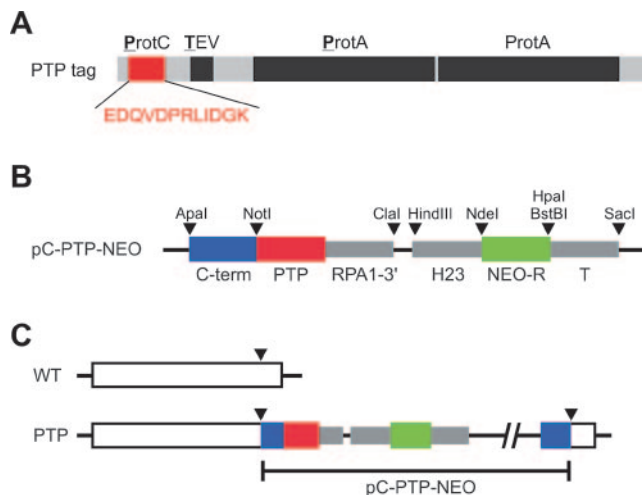 A
ProtC TEV ProtA ProtA
PTP tag
EDQVDPRLIDGK
B
HpaI
ApaI NotI ClaI HindIII NdeI BstBI SacI
pC-PTP-NEO
C-term PTP RPA1-3' H23 NEO-R T
C
WT
PTP
pC-PTP-NEO